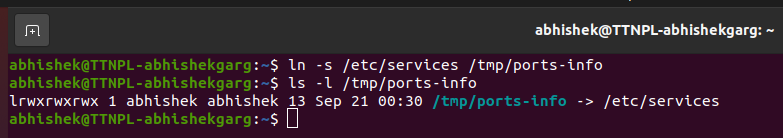 abhishek@TTNPL-abhishekgarg: ~
abhishek@TTNPL-abhishekgarg:~$ ln -s /etc/services /tmp/ports-info
abhishek@TTNPL-abhishekgarg:~$ ls -l /tmp/ports-info
lrwxrwxrwx 1 abhishek abhishek 13 Sep 21 00:30 /tmp/ports-info -> /etc/services
abhishek@TTNPL-abhishekgarg:~$